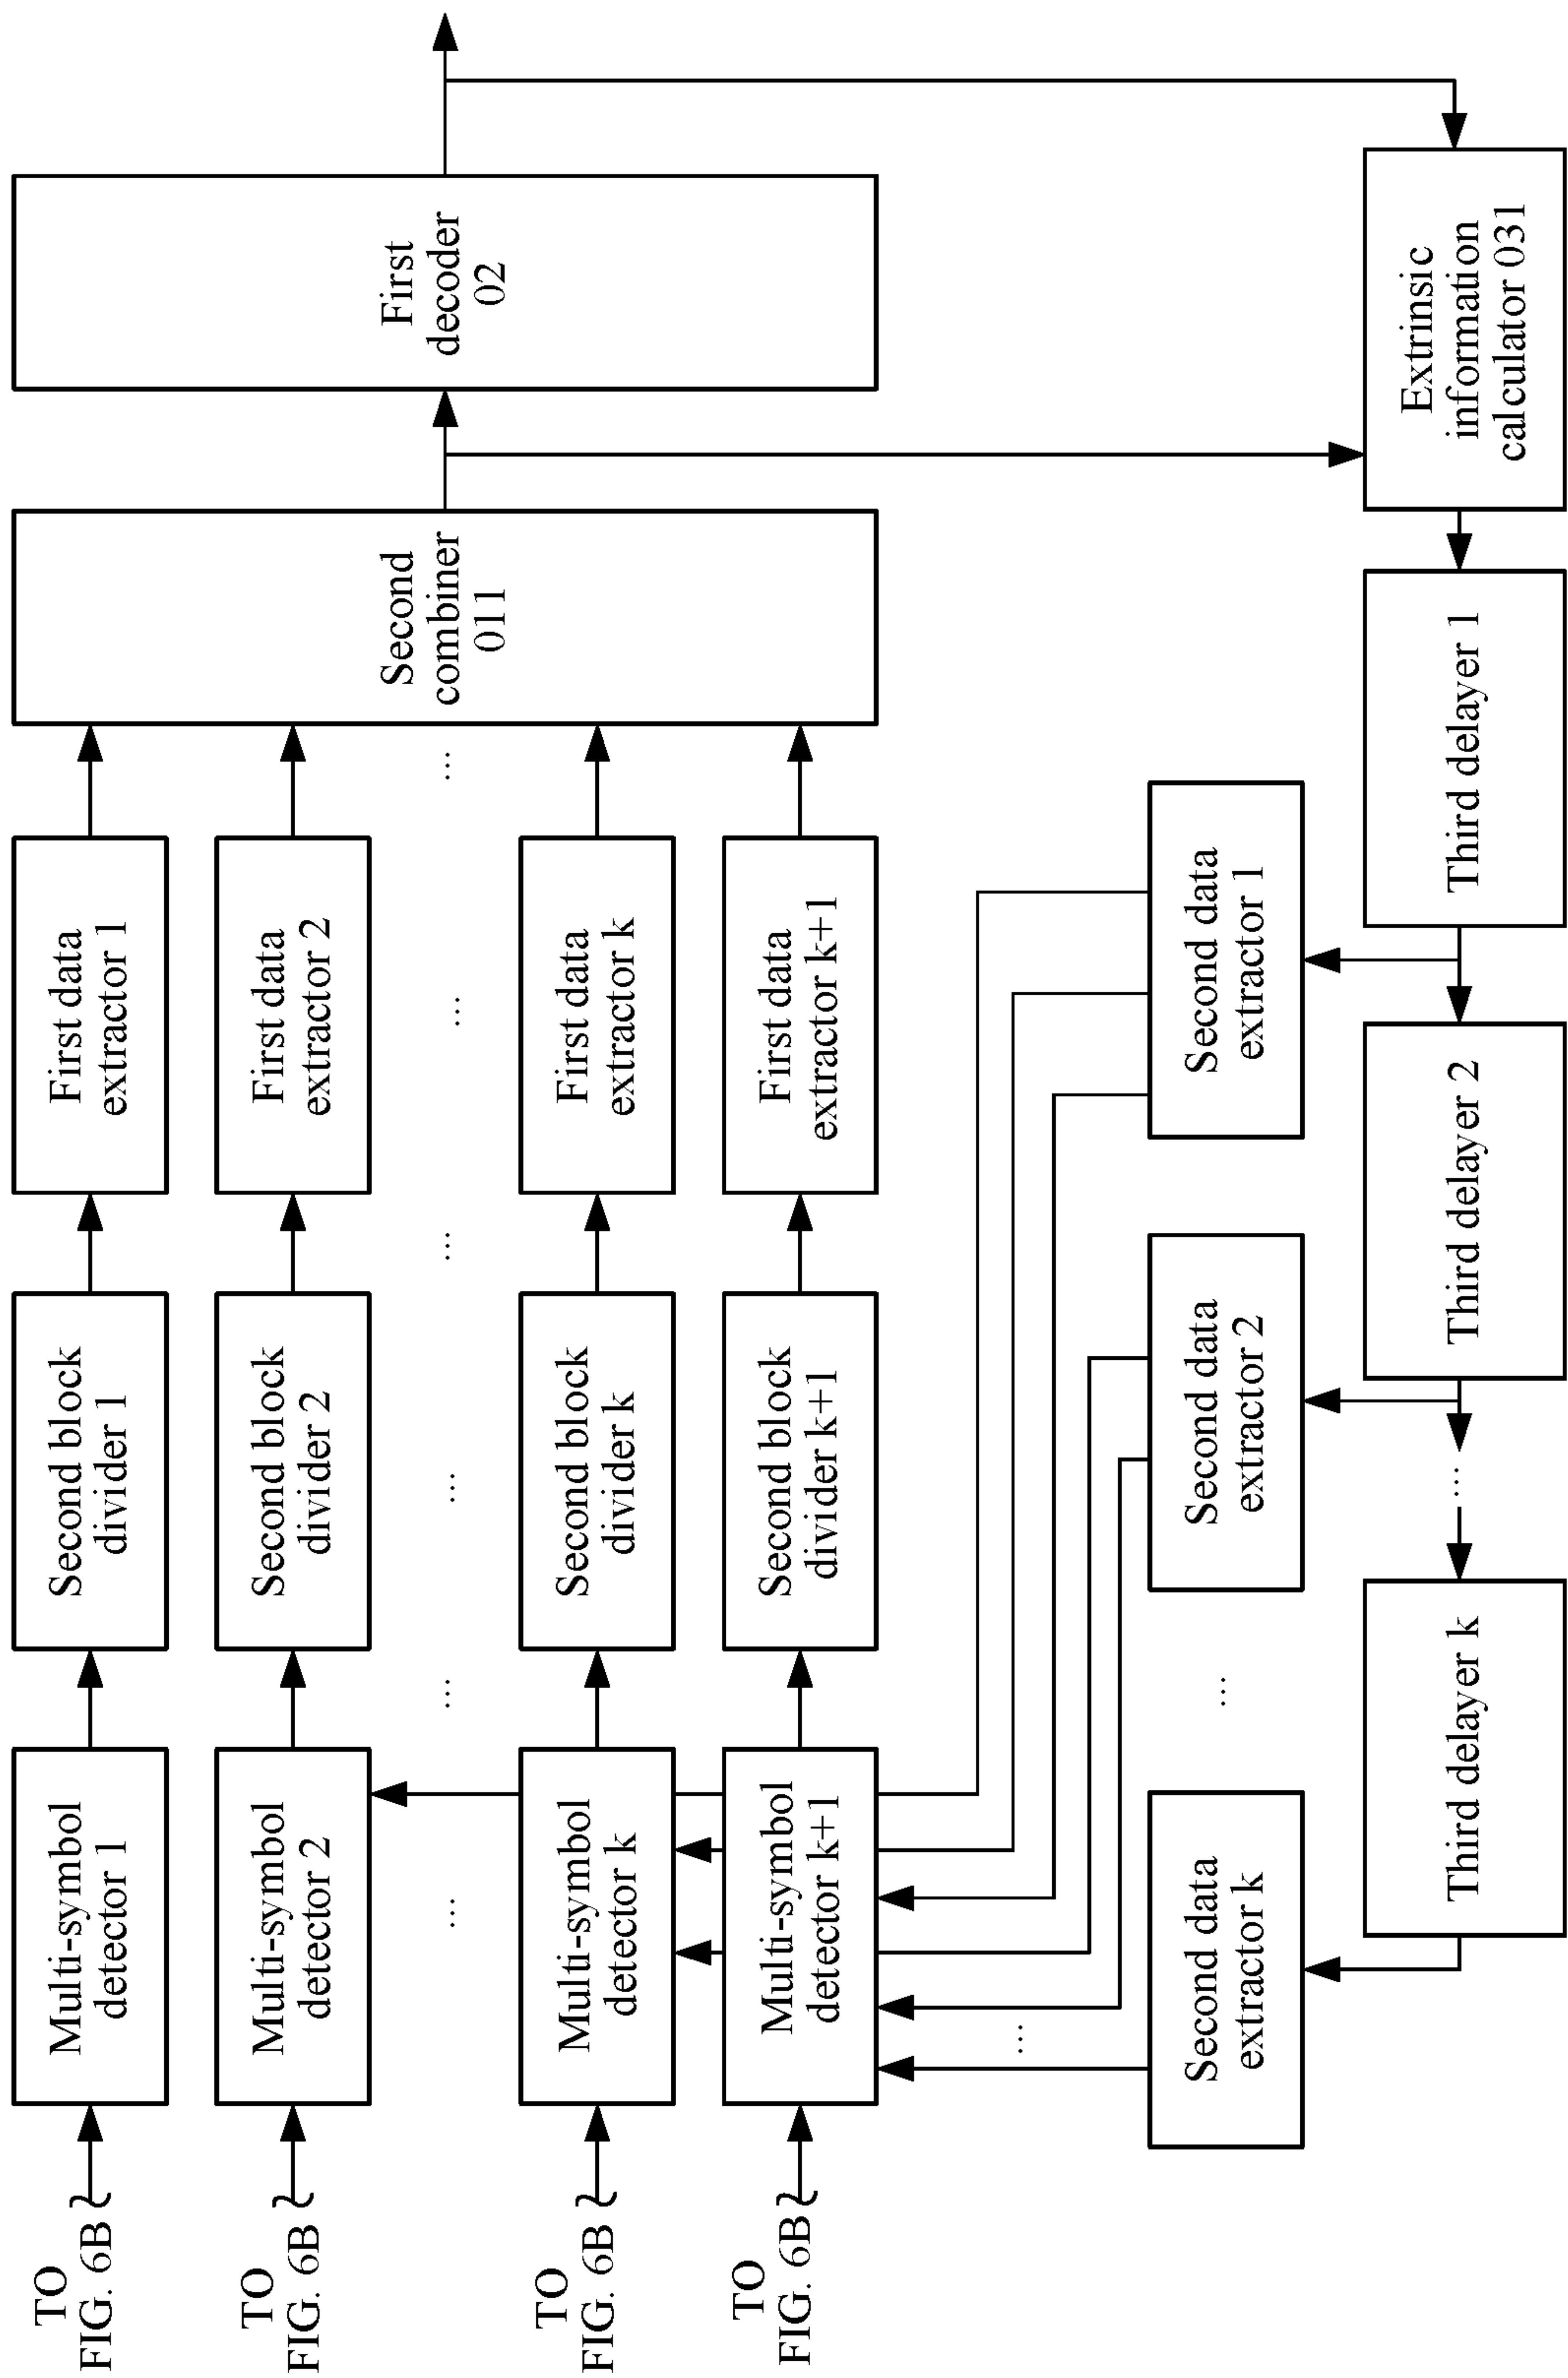 TO
FIG. 6B
Multi-symbol
detector 1
Second block
divider 1
First data
extractor 1
TO
FIG. 6B
Multi-symbol
detector 2
Second block
divider 2
First data
extractor 2
...
...
...
...
...
...
Second
combiner
011
First
decoder
02
TO
FIG. 6B
Multi-symbol
detector k
Second block
divider k
First data
extractor k
TO
FIG. 6B
Multi-symbol
detector k+1
Second block
divider k+1
First data
extractor k+1
...
Second data
extractor k
...
Second data
extractor 2
Second data
extractor 1
Third delayer k
...
Third delayer 2
Third delayer 1
Extrinsic
information
calculator 031